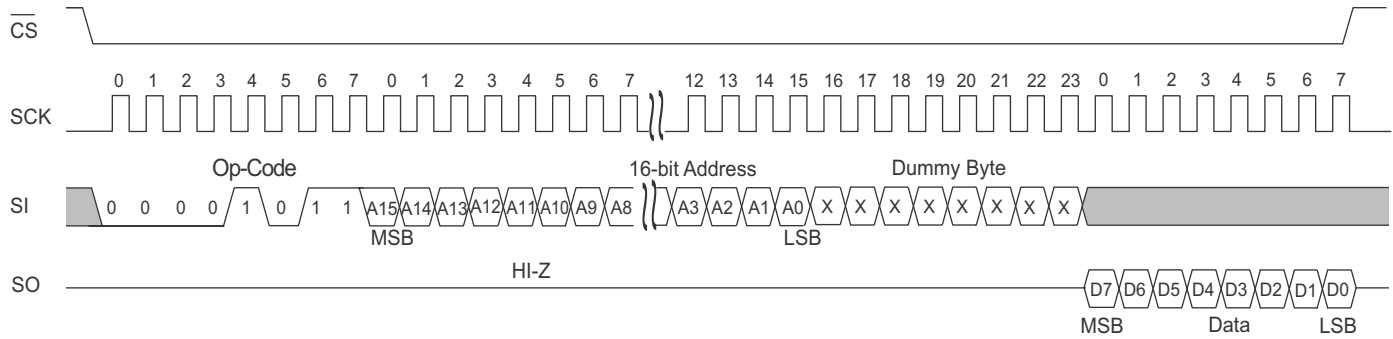 CS
0 1 2 3 4 5 6 7 0 1 2 3 4 5 6 7 12 13 14 15 16 17 18 19 20 21 22 23 0 1 2 3 4 5 6 7
SCK
Op-Code 16-bit Address Dummy Byte
SI 0 0 0 0 1 0 1 1 A15 A14 A13 A12 A11 A10 A9 A8 A3 A2 A1 A0 X X X X X X X X
MSB LSB
HI-Z
SO D7 D6 D5 D4 D3 D2 D1 D0
MSB Data LSB